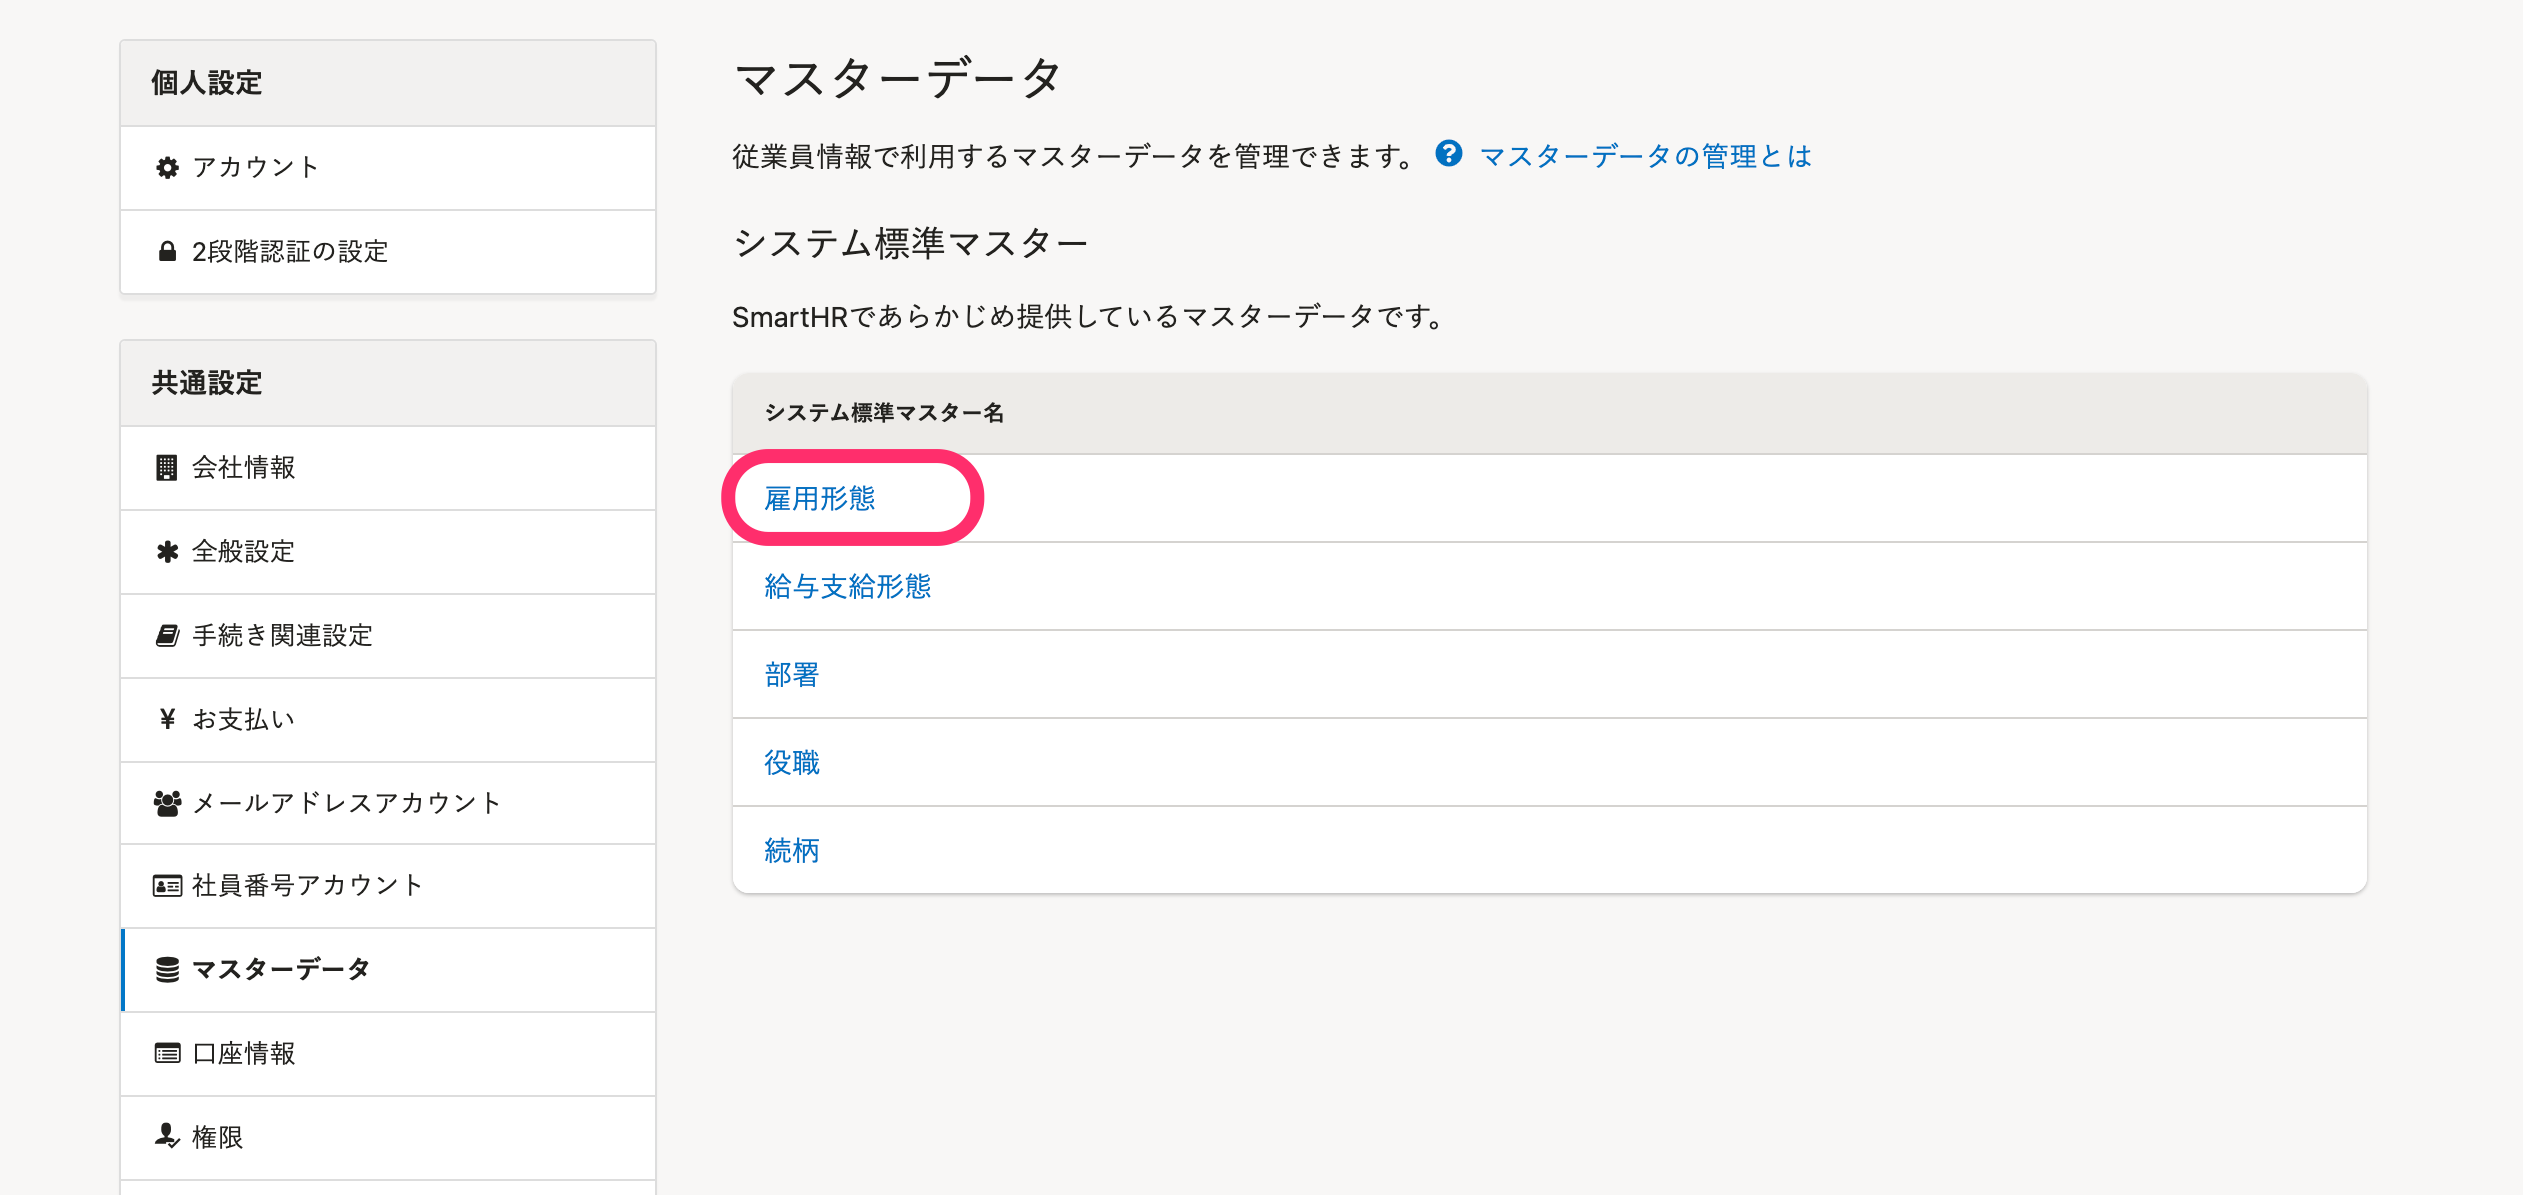 個人設定
アカウント
2段階認証の設定
共通設定
会社情報
全般設定
手続き関連設定
¥ お支払い
メールアドレスアカウント
社員番号アカウント
マスターデータ
口座情報
権限
マスターデータ
従業員情報で利用するマスターデータを管理できます。 ? マスターデータの管理とは
システム標準マスター
SmartHRであらかじめ提供しているマスターデータです。
システム標準マスター名
雇用形態
給与支給形態
部署
役職
続柄